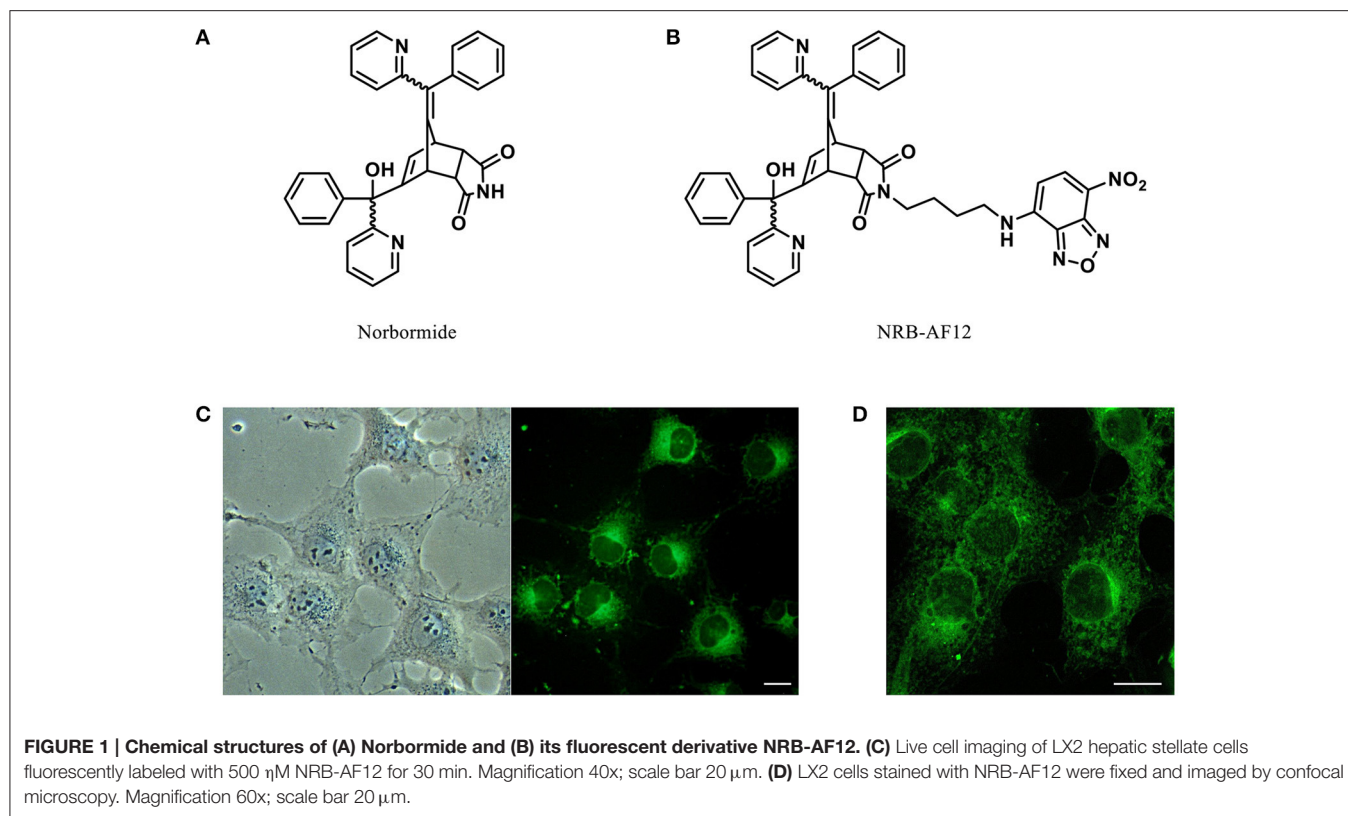 A
B
N
N
OH
O
NH
O
N
N
OH
O
N
O
N
N
H
NO2
N
O
N
Norbormide
NRB-AF12
C
D
FIGURE 1 | Chemical structures of (A) Norbormide and (B) its fluorescent derivative NRB-AF12. (C) Live cell imaging of LX2 hepatic stellate cells
fluorescently labeled with 500 ηM NRB-AF12 for 30 min. Magnification 40x; scale bar 20 μm. (D) LX2 cells stained with NRB-AF12 were fixed and imaged by confocal
microscopy. Magnification 60x; scale bar 20 μm.